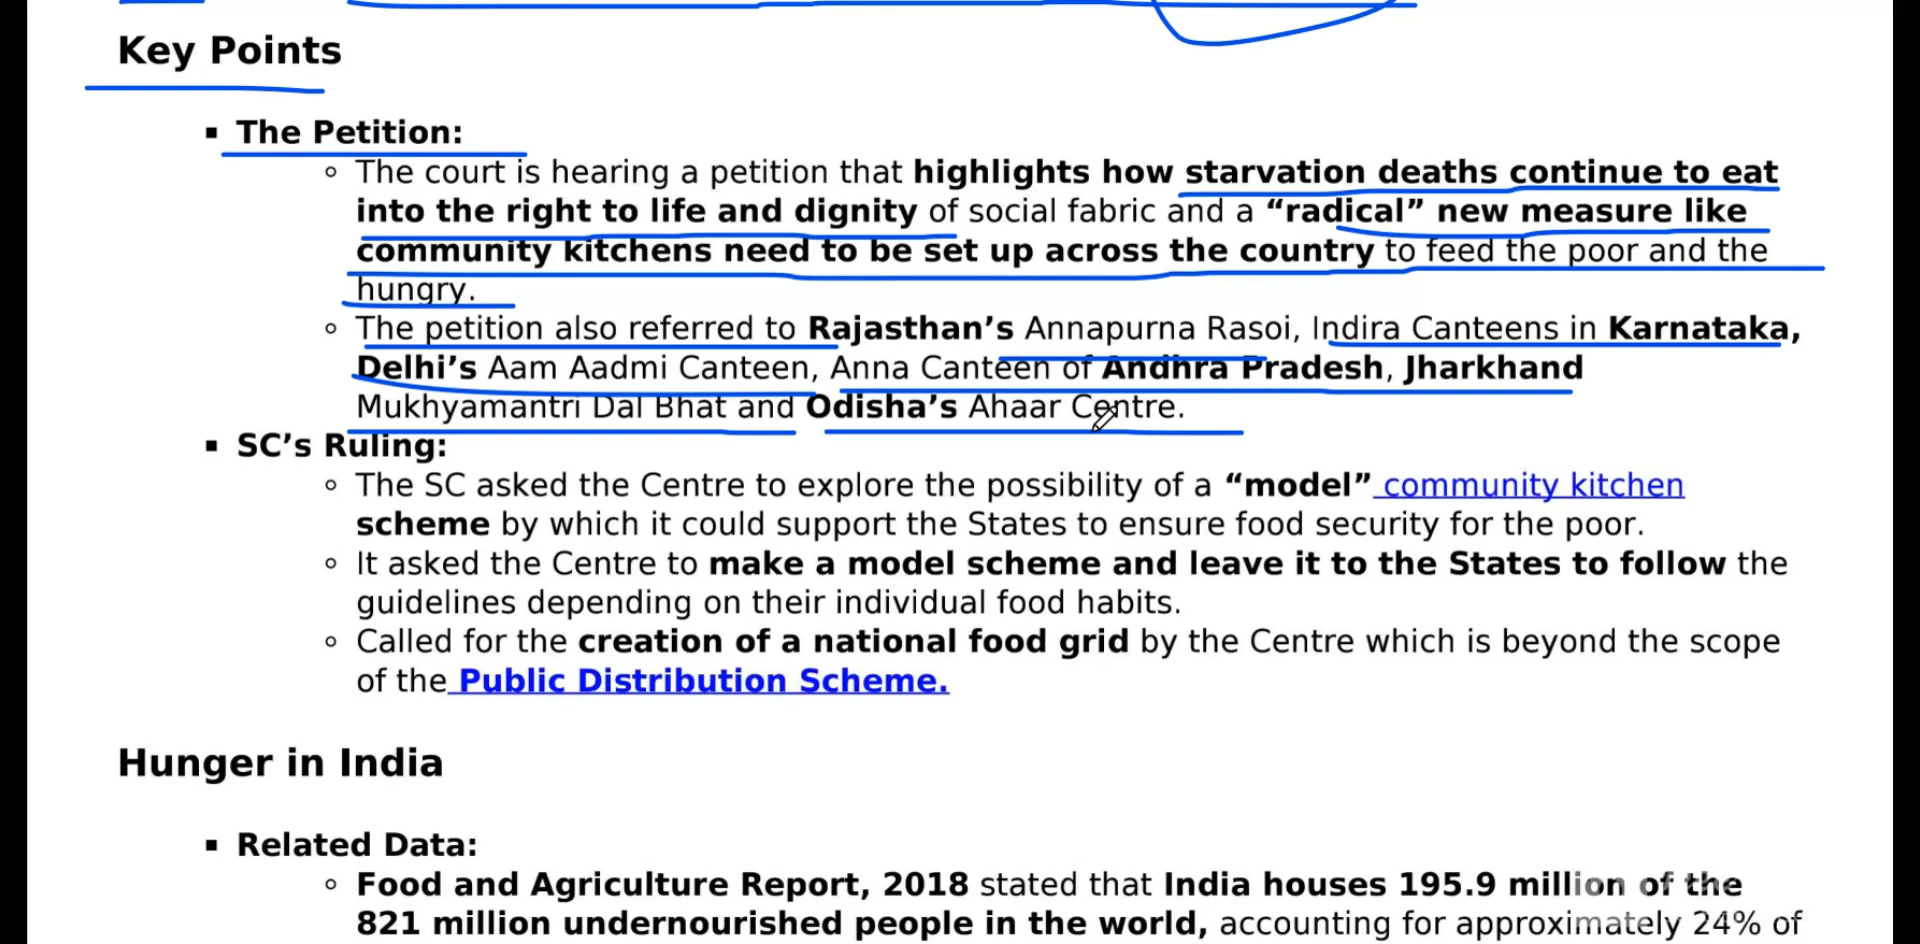 Key Points
▪ The Petition:
◦ The court is hearing a petition that highlights how starvation deaths continue to eat
into the right to life and dignity of social fabric and a “radical” new measure like
community kitchens need to be set up across the country to feed the poor and the
hungry.
◦ The petition also referred to Rajasthan’s Annapurna Rasoi, Indira Canteens in Karnataka,
Delhi’s Aam Aadmi Canteen, Anna Canteen of Andhra Pradesh, Jharkhand
Mukhyamantri Dal Bhat and Odisha’s Ahaar Centre.
▪ SC’s Ruling:
◦ The SC asked the Centre to explore the possibility of a “model” community kitchen
scheme by which it could support the States to ensure food security for the poor.
◦ It asked the Centre to make a model scheme and leave it to the States to follow the
guidelines depending on their individual food habits.
◦ Called for the creation of a national food grid by the Centre which is beyond the scope
of the Public Distribution Scheme.
Hunger in India
▪ Related Data:
◦ Food and Agriculture Report, 2018 stated that India houses 195.9 million of the
821 million undernourished people in the world, accounting for approximately 24% of